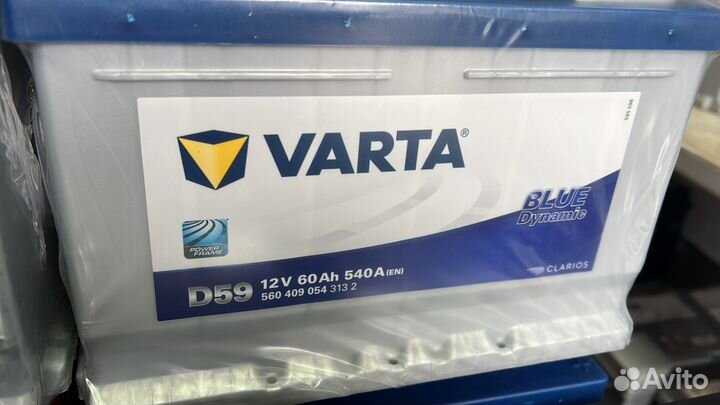 VARTA®
BLUE
Dynamic
POWER
FRAME
D59 12V 60Ah 540A (EN)
560 409 054 313 2
CLARIOS
Avito